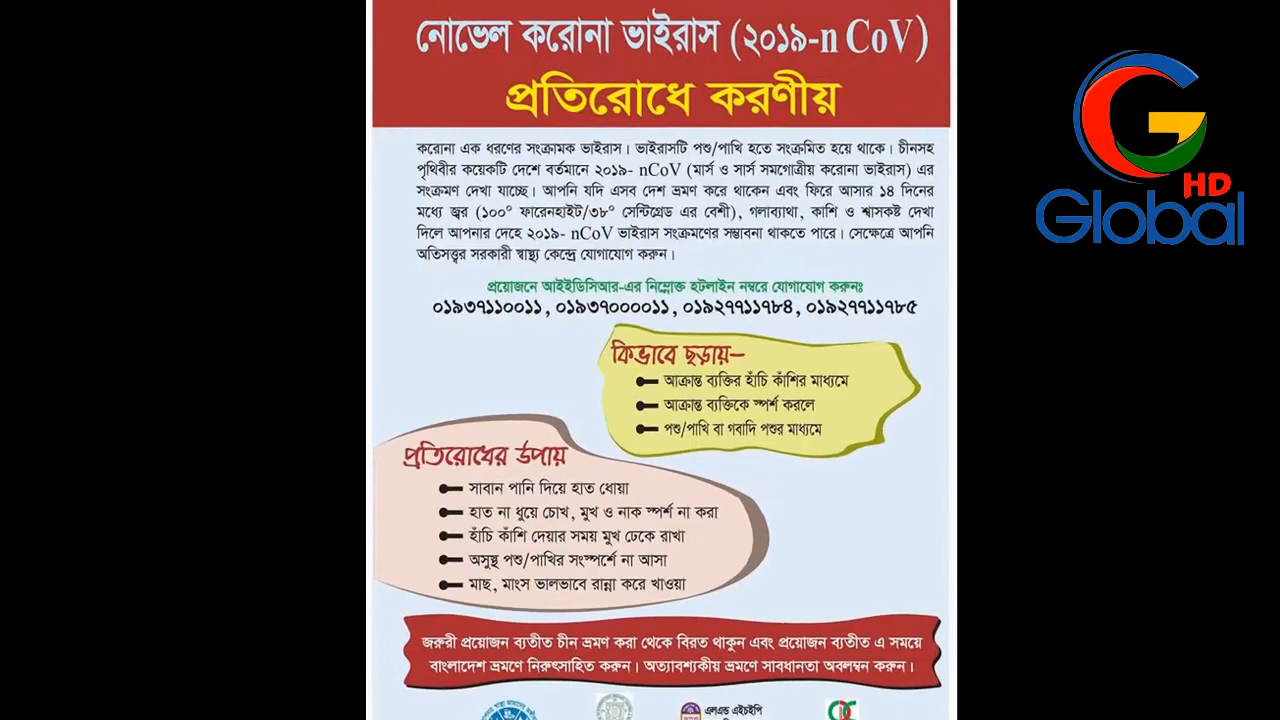 নোভেল করোনা ভাইরাস (২০১৯-n CoV)
প্রতিরোধে করণীয়
করোনা এক ধরণের সংক্রামক ভাইরাস। ভাইরাসটি পশু/পাখি হতে সংক্রমিত হয়ে থাকে। চীনসহ
পৃথিবীর কয়েকটি দেশে বর্তমানে ২০১৯- nCoV (মার্স ও সার্স সমগোত্রীয় করোনা ভাইরাস) এর
সংক্রমণ দেখা যাচ্ছে। আপনি যদি এসব দেশ ভ্রমণ করে থাকেন এবং ফিরে আসার ১৪ দিনের
মধ্যে জ্বর (১০০° ফারেনহাইট/৩৮° সেন্টিগ্রেড এর বেশী), গলাব্যাথা, কাশি ও শ্বাসকষ্ট দেখা
দিলে আপনার দেহে ২০১৯- nCoV ভাইরাস সংক্রমণের সম্ভাবনা থাকতে পারে। সেক্ষেত্রে আপনি
অতিসত্ত্বর সরকারী স্বাস্থ্য কেন্দ্রে যোগাযোগ করুন।
প্রয়োজনে আইইডিসিআর-এর নিম্নোক্ত হটলাইন নম্বরে যোগাযোগ করুনঃ
০১৯৩৭১১০০১১, ০১৯৩৭০০০০১১, ০১৯২৭৭১১৭৮৪, ০১৯২৭৭১১৭৮৫
কিভাবে ছড়ায়–
আক্রান্ত ব্যক্তির হাঁচি কাঁশির মাধ্যমে
আক্রান্ত ব্যক্তিকে স্পর্শ করলে
পশু/পাখি বা গবাদি পশুর মাধ্যমে
প্রতিরোধের উপায়
সাবান পানি দিয়ে হাত ধোয়া
হাত না ধুয়ে চোখ, মুখ ও নাক স্পর্শ না করা
হাঁচি কাঁশি দেয়ার সময় মুখ ঢেকে রাখা
অসুস্থ পশু/পাখির সংস্পর্শে না আসা
মাছ, মাংস ভালভাবে রান্না করে খাওয়া
জরুরী প্রয়োজন ব্যতীত চীন ভ্রমণ করা থেকে বিরত থাকুন এবং প্রয়োজন ব্যতীত এ সময়ে
বাংলাদেশ ভ্রমণে নিরুৎসাহিত করুন। অত্যাবশ্যকীয় ভ্রমণে সাবধানতা অবলম্বন করুন।
এলএন্ড এইচইপি
G
HD
Global